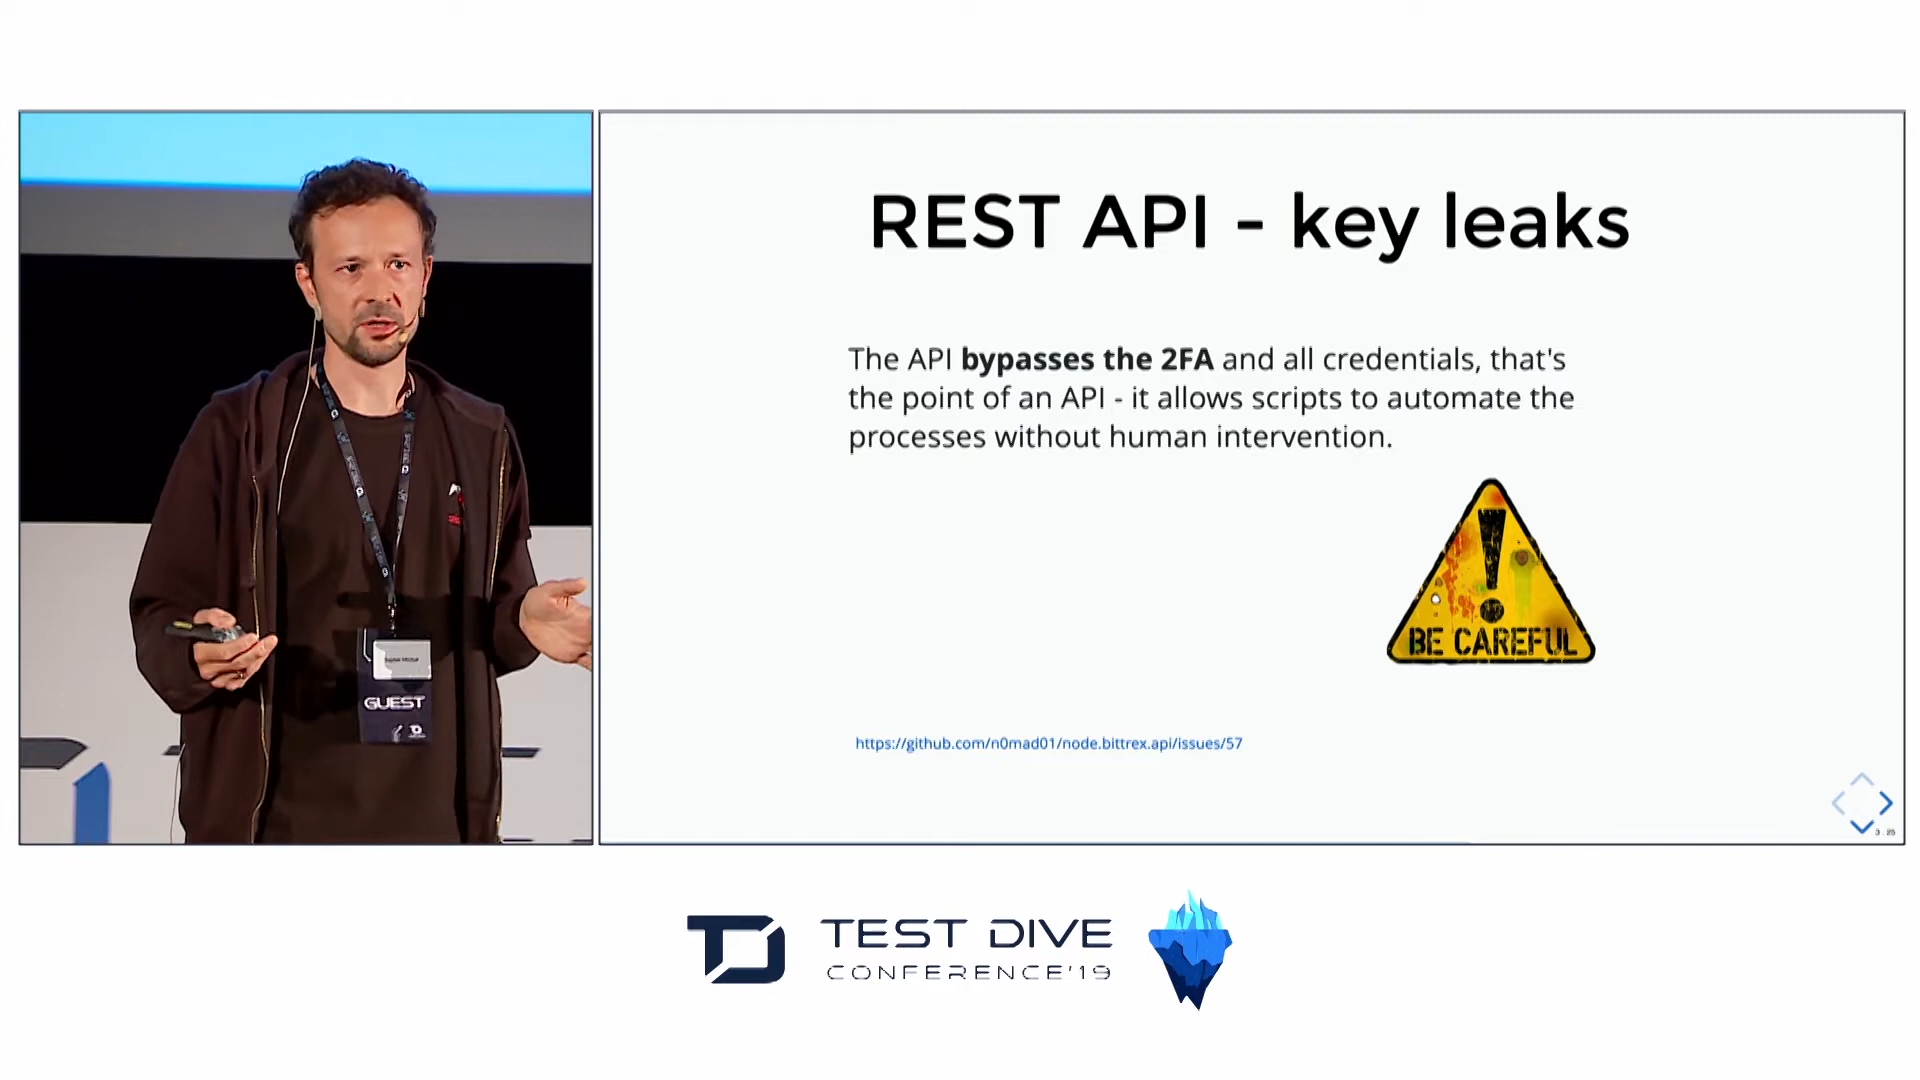 REST API - key leaks
The API bypasses the 2FA and all credentials, that's
the point of an API - it allows scripts to automate the
processes without human intervention.
BE CAREFUL
https://github.com/n0mad01/node.bittrex.api/issues/57
GUEST
TEST DIVE
CONFERENCE'19